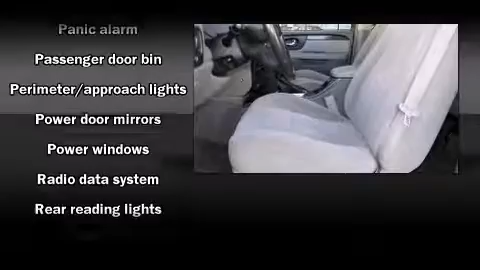 Panic alarm
Passenger door bin
Perimeter/approach lights
Power door mirrors
Power windows
Radio data system
Rear reading lights